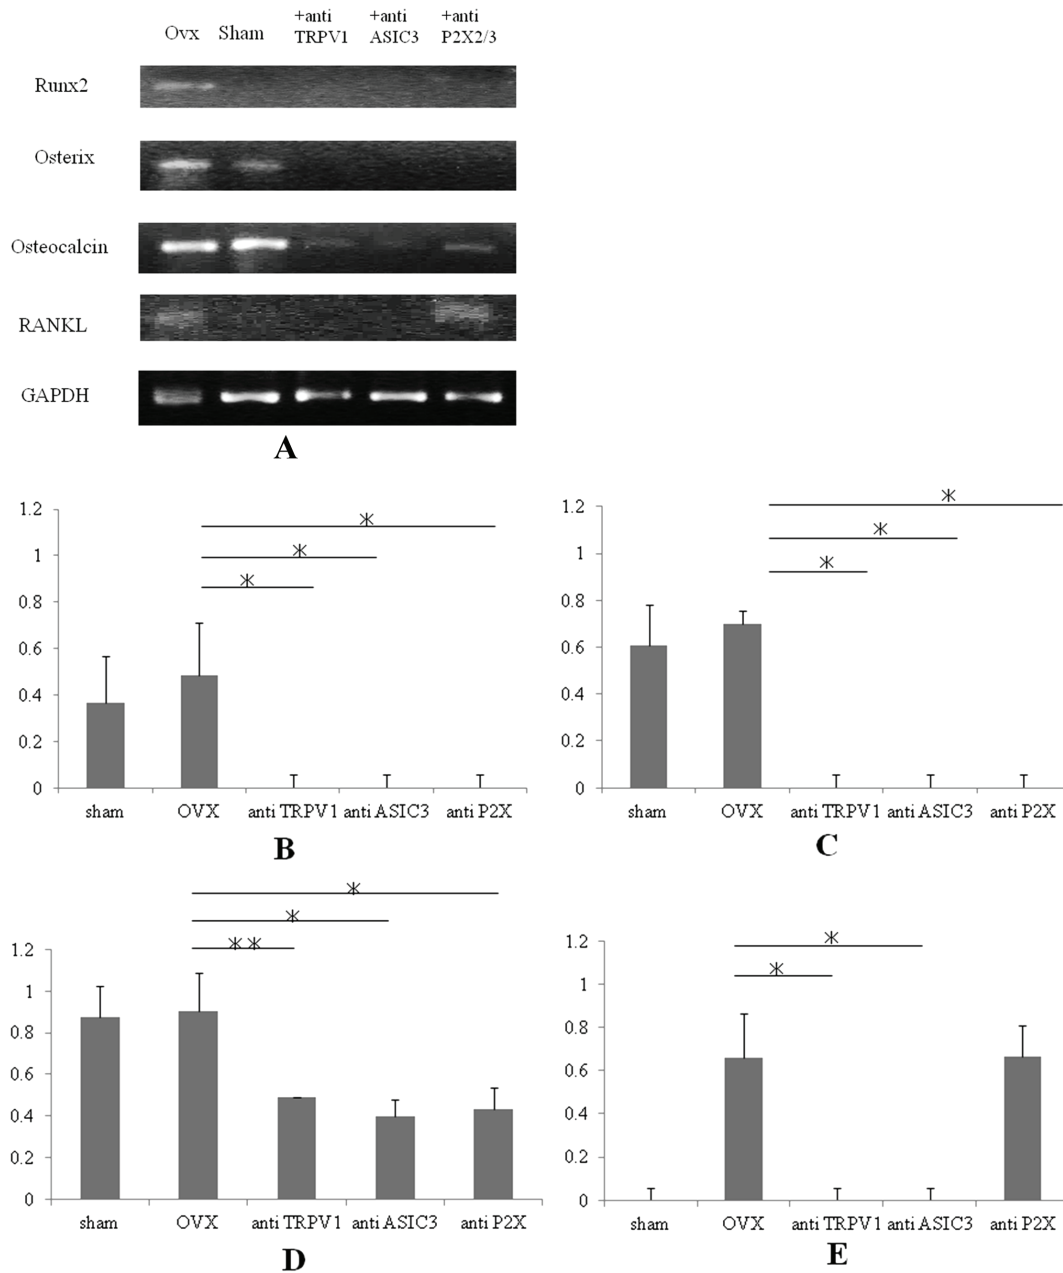 Ovx Sham +anti TRPV1 +anti ASIC3 +anti P2X2/3
Runx2
Osterix
Osteocalcin
RANKL
GAPDH
A
1.2
1
0.8
0.6
0.4
0.2
0
* * *
sham OVX anti TRPV1 anti ASIC3 anti P2X
B
1.2
1
0.8
0.6
0.4
0.2
0
* * *
sham OVX anti TRPV1 anti ASIC3 anti P2X
C
1.2
1
0.8
0.6
0.4
0.2
0
* * **
sham OVX anti TRPV1 anti ASIC3 anti P2X
D
1.2
1
0.8
0.6
0.4
0.2
0
* *
sham OVX anti TRPV1 anti ASIC3 anti P2X
E